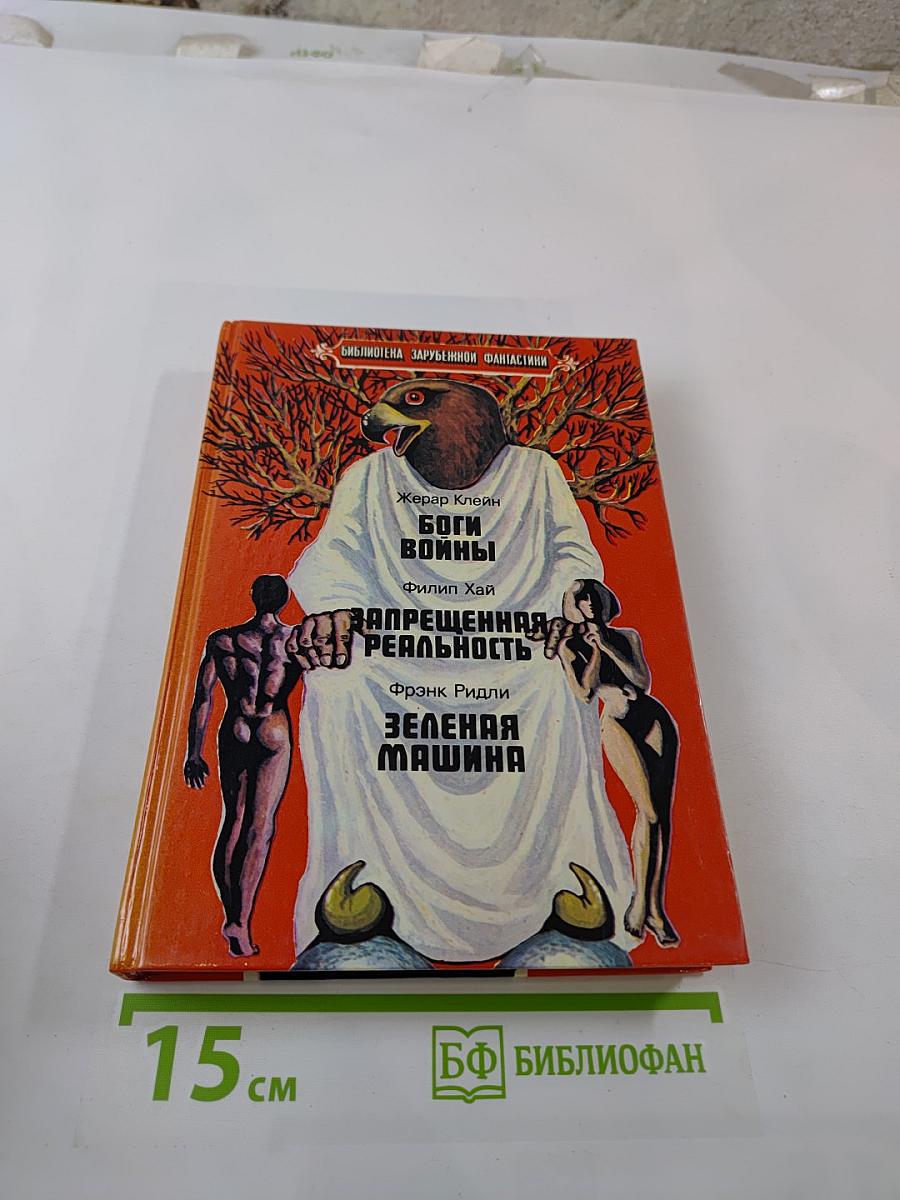 БИБЛИОТЕКА ЗАРУБЕЖНОЙ ФАНТАСТИКИ
Жерар Клейн
БОГИ
ВОЙНЫ
Филип Хай
ЗАПРЕЩЕННАЯ
РЕАЛЬНОСТЬ
Фрэнк Ридли
ЗЕЛЕНАЯ
МАШИНА
15 см
БФ БИБЛИОФАН